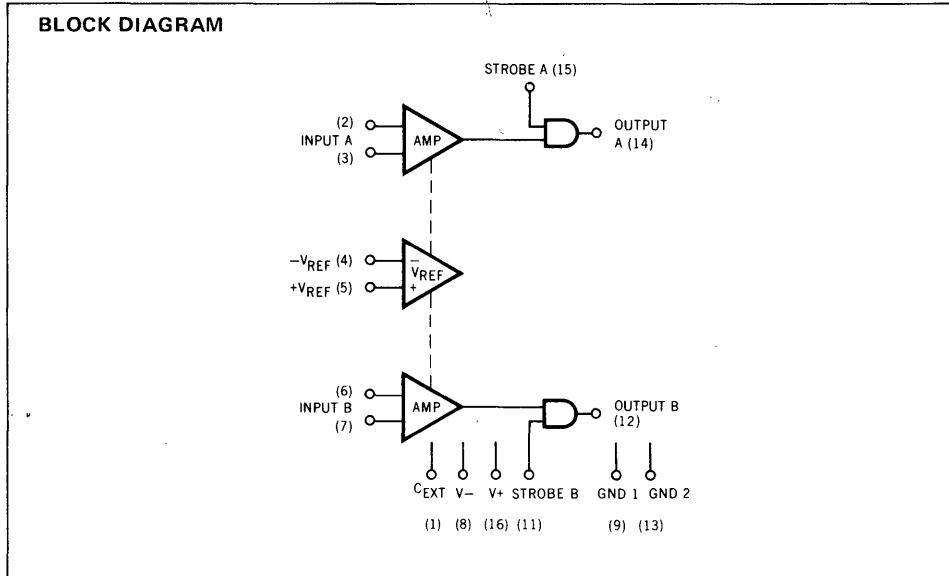 BLOCK DIAGRAM
STROBE A (15)
(2)
INPUT A
(3)
AMP
OUTPUT
A (14)
−VREF (4)
+VREF (5)
−
VREF
+
(6)
INPUT B
(7)
AMP
OUTPUT B
(12)
CEXT V− V+ STROBE B GND 1 GND 2
(1) (8) (16) (11) (9) (13)